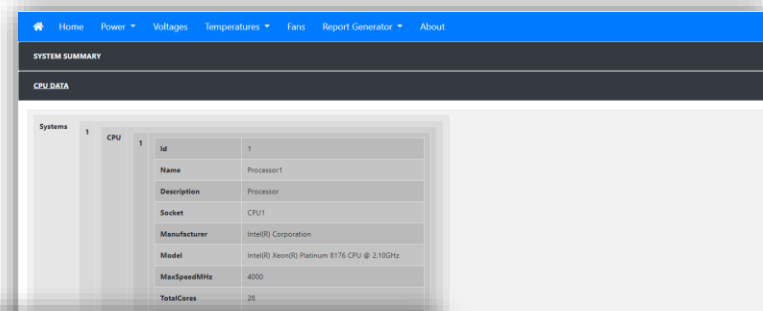 Home Power Voltages Temperatures Fans Report Generator About
SYSTEM SUMMARY
CPU DATA
Systems 1 CPU 1 Id 1
Name Processor1
Description Processor
Socket CPU1
Manufacturer Intel(R) Corporation
Model Intel(R) Xeon(R) Platinum 8176 CPU @ 2.10GHz
MaxSpeedMHz 4000
TotalCores 28